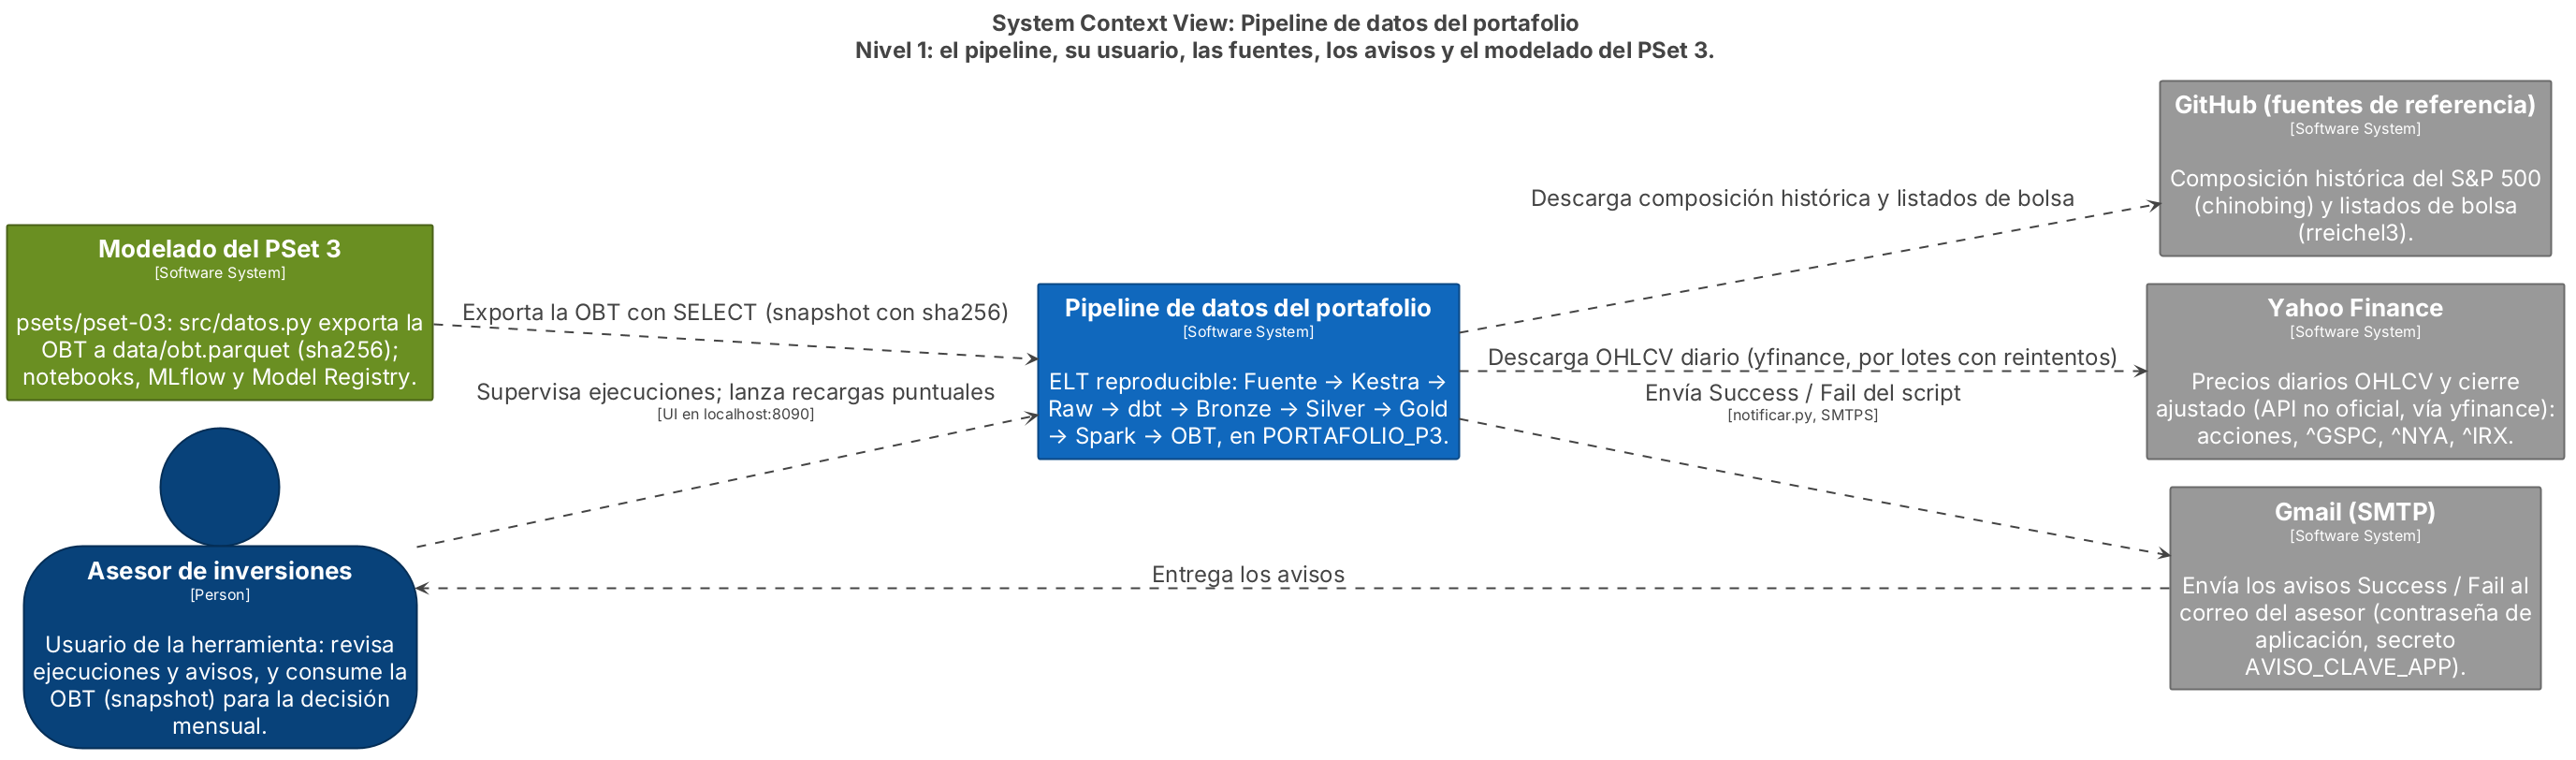 System Context View: Pipeline de datos del portafolio
Nivel 1: el pipeline, su usuario, las fuentes, los avisos y el modelado del PSet 3.
GitHub (fuentes de referencia)
[Software System]
Composición histórica del S&P 500
(chinobing) y listados de bolsa
(rreichel3).
Descarga composición histórica y listados de bolsa
Modelado del PSet 3
[Software System]
psets/pset-03: src/datos.py exporta la
OBT a data/obt.parquet (sha256);
notebooks, MLflow y Model Registry.
Exporta la OBT con SELECT (snapshot con sha256)
Supervisa ejecuciones; lanza recargas puntuales
[UI en localhost:8090]
Pipeline de datos del portafolio
[Software System]
ELT reproducible: Fuente → Kestra →
Raw → dbt → Bronze → Silver → Gold
→ Spark → OBT, en PORTAFOLIO_P3.
Descarga OHLCV diario (yfinance, por lotes con reintentos)
Envía Success / Fail del script
[notificar.py, SMTPS]
Yahoo Finance
[Software System]
Precios diarios OHLCV y cierre
ajustado (API no oficial, vía yfinance):
acciones, ^GSPC, ^NYA, ^IRX.
Asesor de inversiones
[Person]
Usuario de la herramienta: revisa
ejecuciones y avisos, y consume la
OBT (snapshot) para la decisión
mensual.
Entrega los avisos
Gmail (SMTP)
[Software System]
Envía los avisos Success / Fail al
correo del asesor (contraseña de
aplicación, secreto
AVISO_CLAVE_APP).